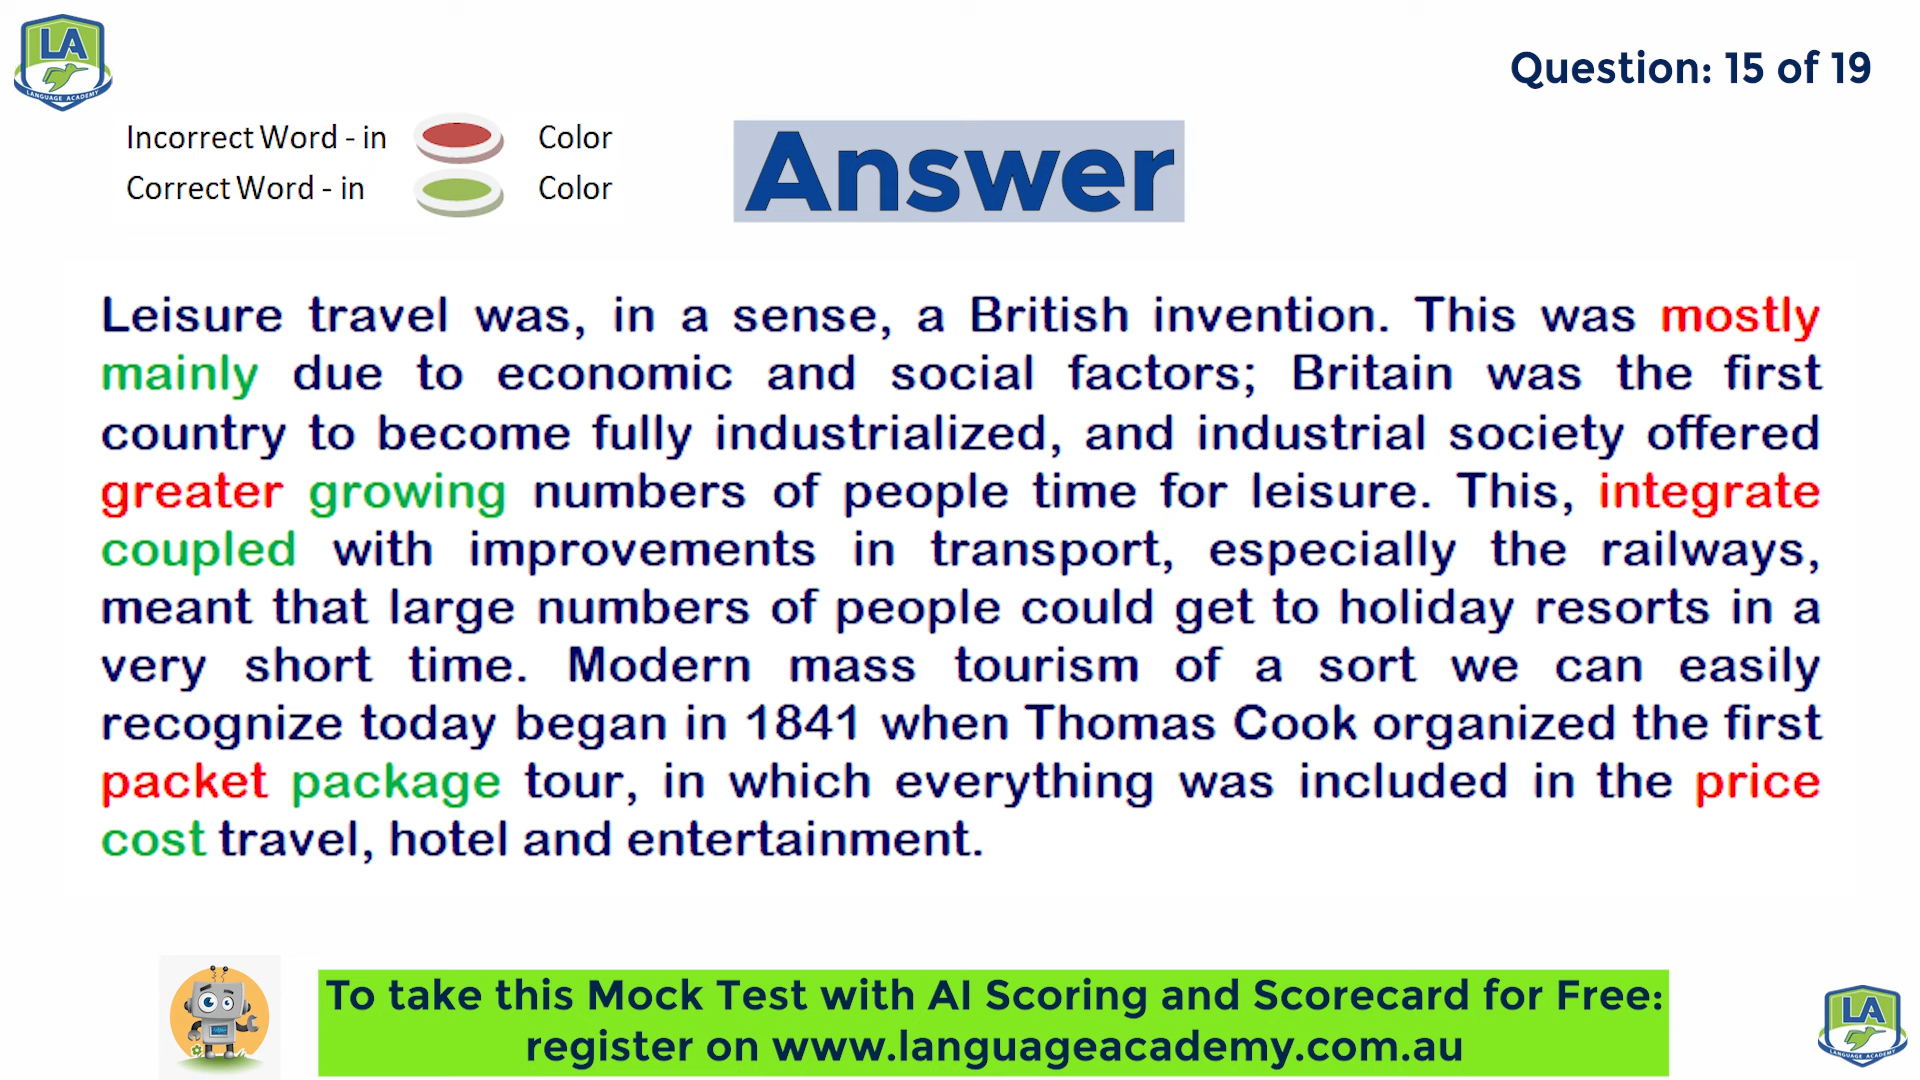 LA
LANGUAGE ACADEMY
Question: 15 of 19
Incorrect Word - in Color
Correct Word - in Color
Answer
Leisure travel was, in a sense, a British invention. This was mostly
mainly due to economic and social factors; Britain was the first
country to become fully industrialized, and industrial society offered
greater growing numbers of people time for leisure. This, integrate
coupled with improvements in transport, especially the railways,
meant that large numbers of people could get to holiday resorts in a
very short time. Modern mass tourism of a sort we can easily
recognize today began in 1841 when Thomas Cook organized the first
packet package tour, in which everything was included in the price
cost travel, hotel and entertainment.
To take this Mock Test with AI Scoring and Scorecard for Free:
register on www.languageacademy.com.au
LA
LANGUAGE ACADEMY